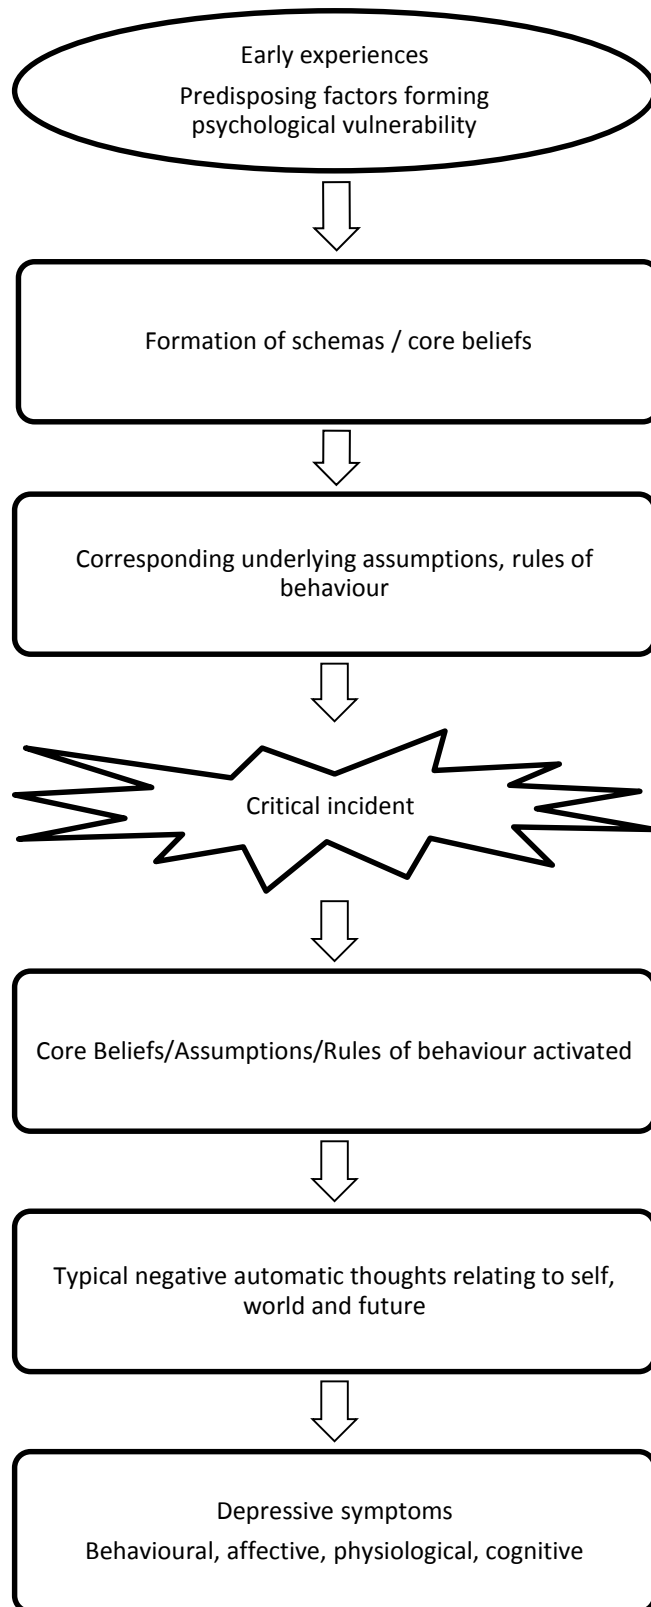 Early experiences
Predisposing factors forming
psychological vulnerability
Formation of schemas / core beliefs
Corresponding underlying assumptions, rules of
behaviour
Critical incident
Core Beliefs/Assumptions/Rules of behaviour activated
Typical negative automatic thoughts relating to self,
world and future
Depressive symptoms
Behavioural, affective, physiological, cognitive